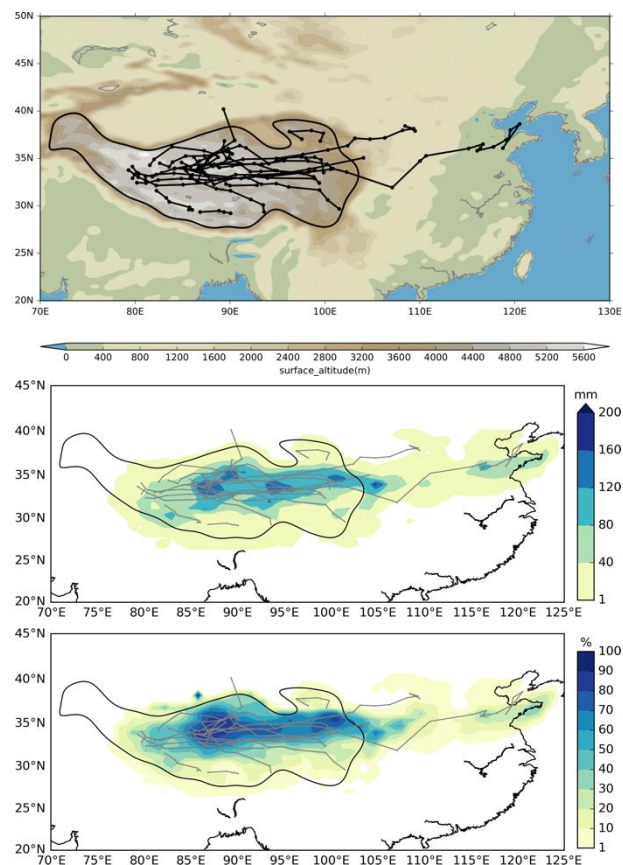 50N
45N
40N
35N
30N
25N
20N
70E 80E 90E 100E 110E 120E 130E
0 400 800 1200 1600 2000 2400 2800 3200 3600 4000 4400 4800 5200 5600
surface_altitude(m)
45°N
40°N
35°N
30°N
25°N
20°N
70°E 75°E 80°E 85°E 90°E 95°E 100°E 105°E 110°E 115°E 120°E 125°E
mm
200
160
120
80
40
1
45°N
40°N
35°N
30°N
25°N
20°N
70°E 75°E 80°E 85°E 90°E 95°E 100°E 105°E 110°E 115°E 120°E 125°E
%
100
90
80
70
60
50
40
30
20
10
1